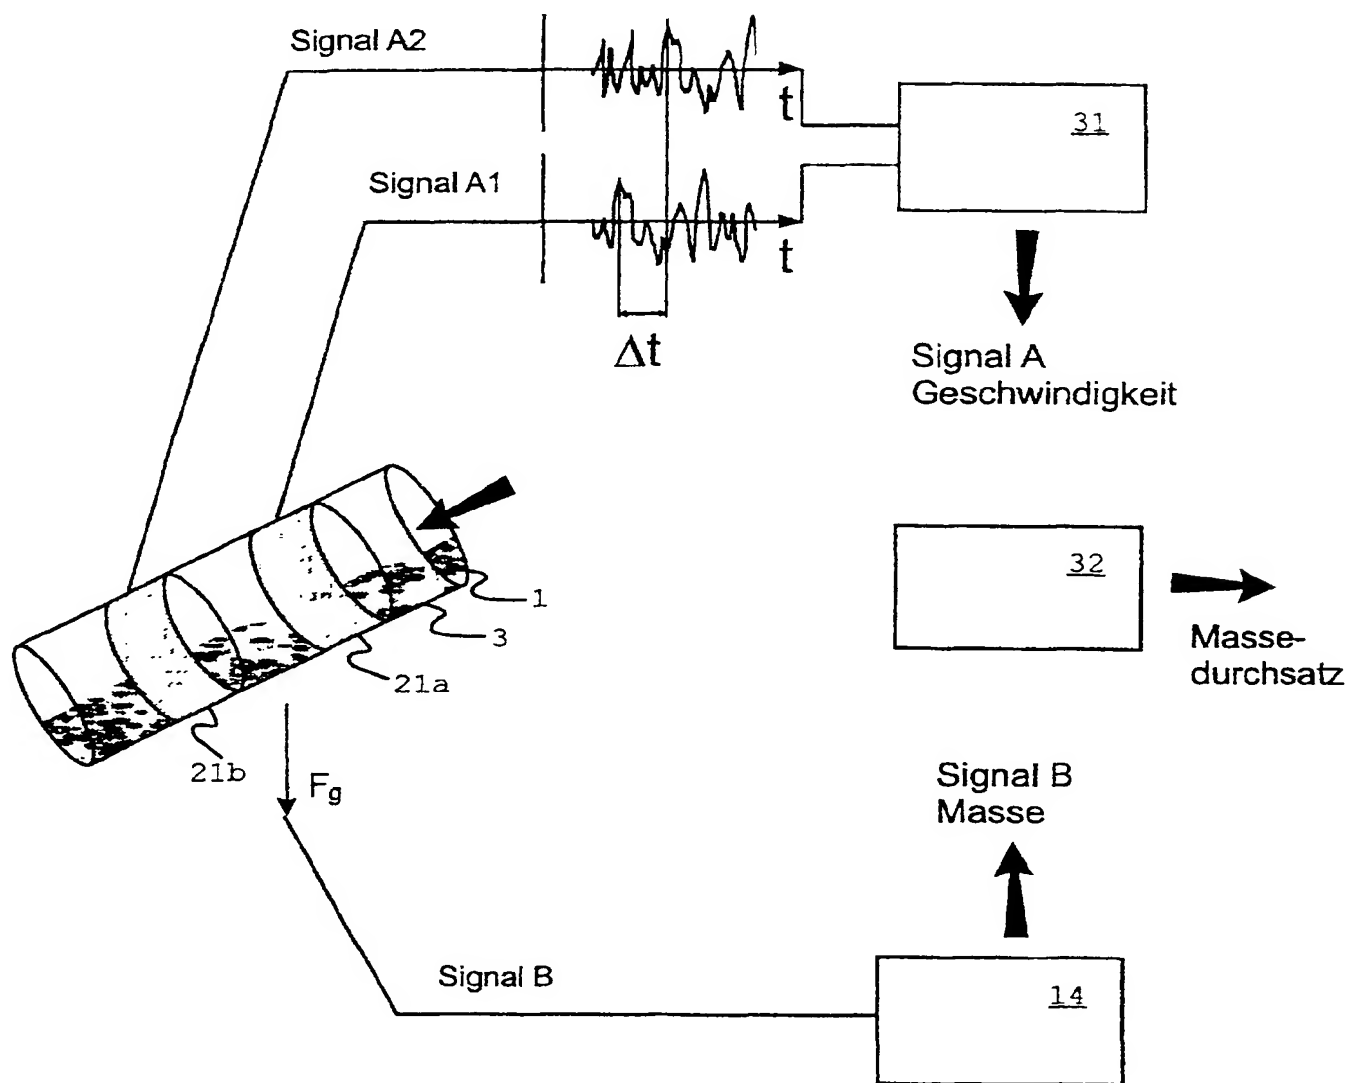 Signal A2
t
31
Signal A1
t
Δt
Signal A
Geschwindigkeit
1
3
21a
21b
32
Masse-
durchsatz
Fg
Signal B
Masse
Signal B
14